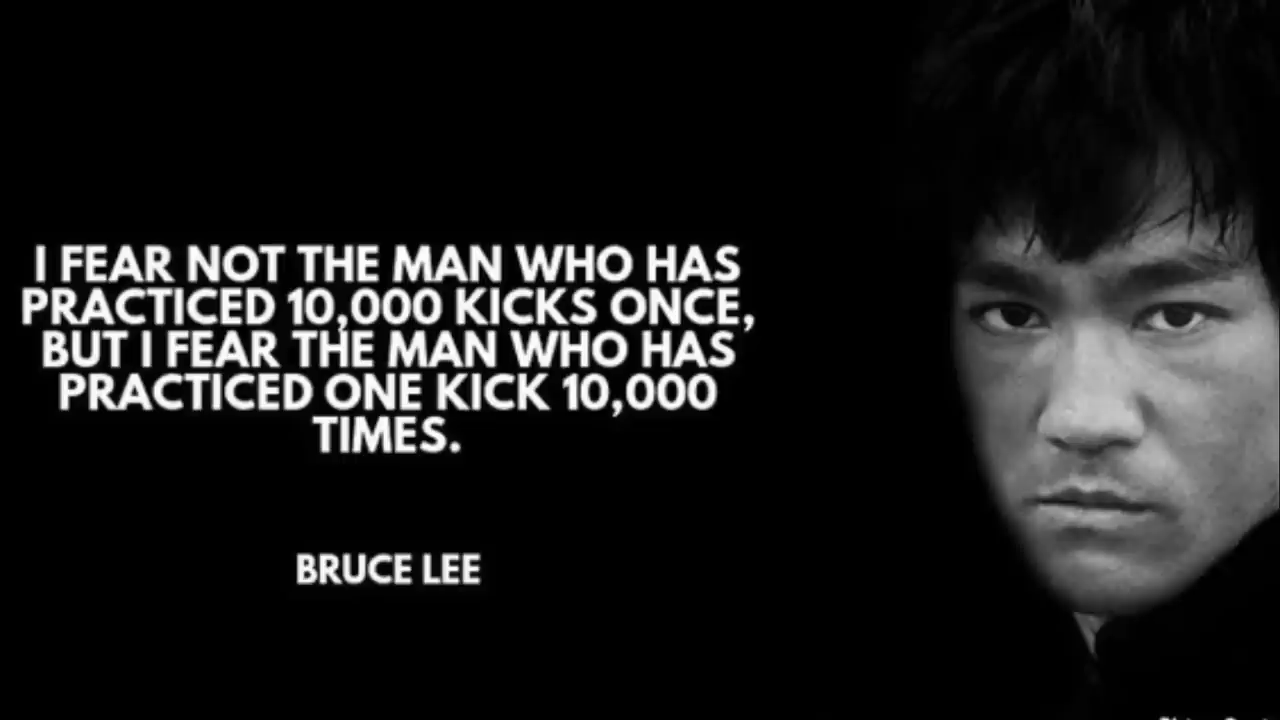 I FEAR NOT THE MAN WHO HAS
PRACTICED 10,000 KICKS ONCE,
BUT I FEAR THE MAN WHO HAS
PRACTICED ONE KICK 10,000
TIMES.
BRUCE LEE